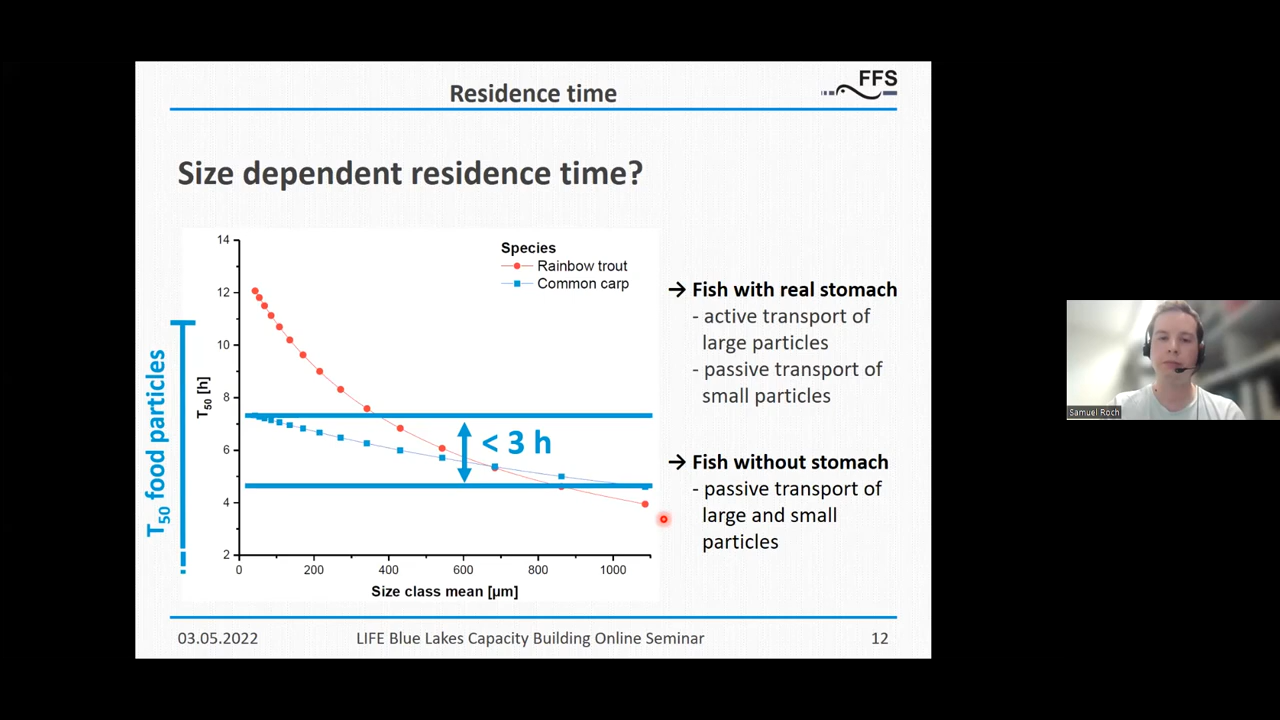 Residence time
FFS
Size dependent residence time?
T50 food particles
T50 [h]
14
12
10
8
6
4
2
0
200
400
600
800
1000
Size class mean [µm]
Species
Rainbow trout
Common carp
< 3 h
→ Fish with real stomach
- active transport of
large particles
- passive transport of
small particles
→ Fish without stomach
- passive transport of
large and small
particles
Samuel Roch
03.05.2022
LIFE Blue Lakes Capacity Building Online Seminar
12